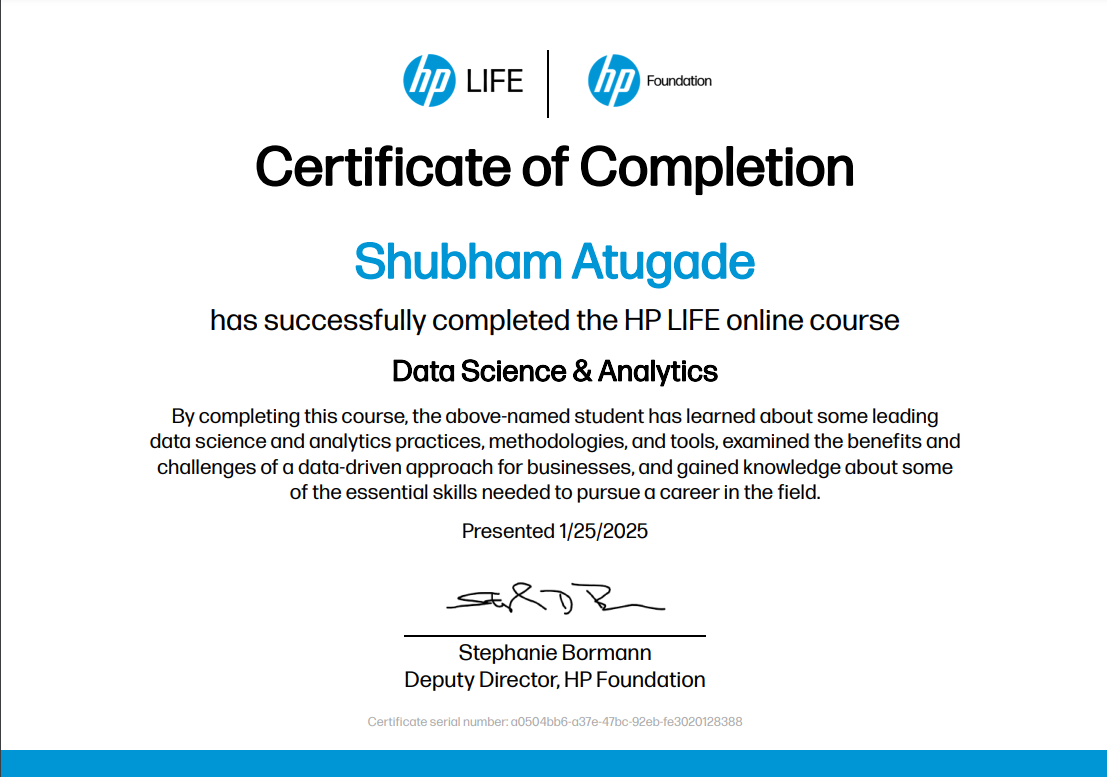 hp LIFE hp Foundation
Certificate of Completion
Shubham Atugade
has successfully completed the HP LIFE online course
Data Science & Analytics
By completing this course, the above-named student has learned about some leading
data science and analytics practices, methodologies, and tools, examined the benefits and
challenges of a data-driven approach for businesses, and gained knowledge about some
of the essential skills needed to pursue a career in the field.
Presented 1/25/2025
Stephanie Bormann
Deputy Director, HP Foundation
Certificate serial number: a0504bb6-a37e-47bc-92eb-fe3020128388